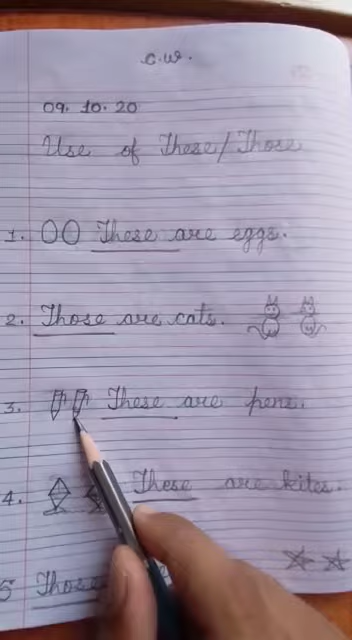 C.W.
09. 10. 20
Use of These/Those
1. These are eggs.
2. Those are cats.
3. These are pens.
4. These are kites.
5 Those